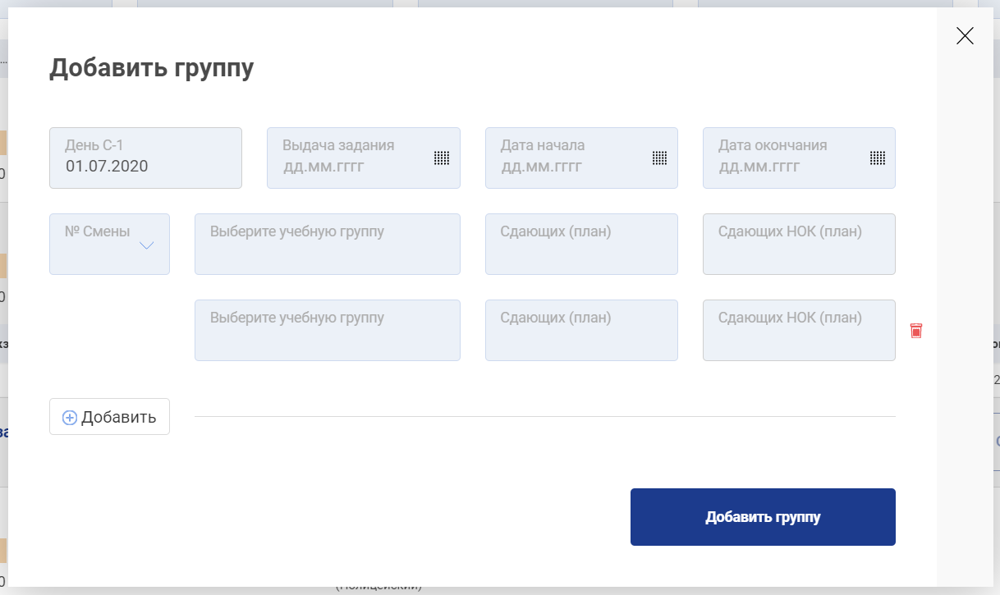 Добавить группу
День С-1
01.07.2020
Выдача задания
дд.мм.гггг
Дата начала
дд.мм.гггг
Дата окончания
дд.мм.гггг
№ Смены
Выберите учебную группу
Сдающих (план)
Сдающих НОК (план)
Выберите учебную группу
Сдающих (план)
Сдающих НОК (план)
Добавить
Добавить группу